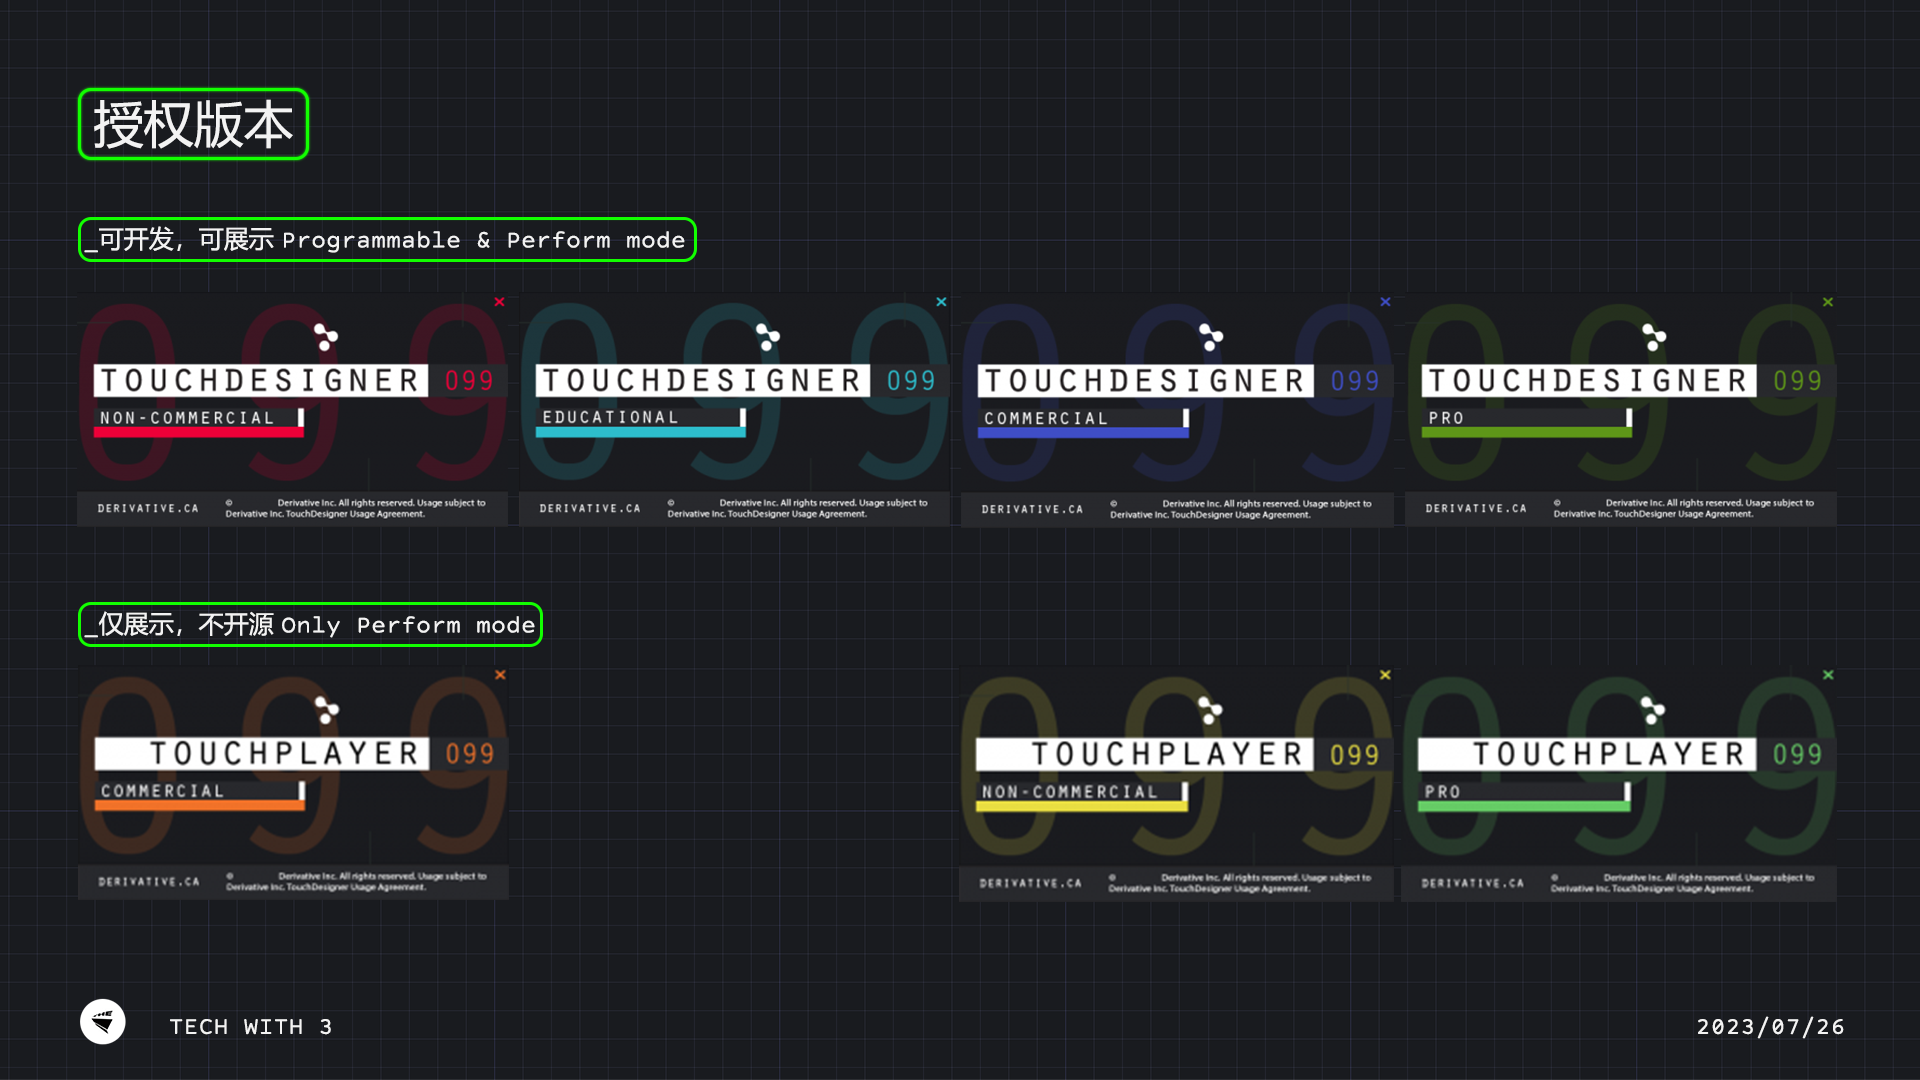 授权版本
_可开发，可展示 Programmable & Perform mode
099
TOUCHDESIGNER 099
NON-COMMERCIAL
DERIVATIVE.CA
© Derivative Inc. All rights reserved. Usage subject to
Derivative Inc. TouchDesigner Usage Agreement.
099
TOUCHDESIGNER 099
EDUCATIONAL
DERIVATIVE.CA
© Derivative Inc. All rights reserved. Usage subject to
Derivative Inc. TouchDesigner Usage Agreement.
099
TOUCHDESIGNER 099
COMMERCIAL
DERIVATIVE.CA
© Derivative Inc. All rights reserved. Usage subject to
Derivative Inc. TouchDesigner Usage Agreement.
099
TOUCHDESIGNER 099
PRO
DERIVATIVE.CA
© Derivative Inc. All rights reserved. Usage subject to
Derivative Inc. TouchDesigner Usage Agreement.
_仅展示，不开源 Only Perform mode
099
TOUCHPLAYER 099
COMMERCIAL
DERIVATIVE.CA
© Derivative Inc. All rights reserved. Usage subject to
Derivative Inc. TouchDesigner Usage Agreement.
099
TOUCHPLAYER 099
NON-COMMERCIAL
DERIVATIVE.CA
© Derivative Inc. All rights reserved. Usage subject to
Derivative Inc. TouchDesigner Usage Agreement.
099
TOUCHPLAYER 099
PRO
DERIVATIVE.CA
© Derivative Inc. All rights reserved. Usage subject to
Derivative Inc. TouchDesigner Usage Agreement.
TECH WITH 3
2023/07/26